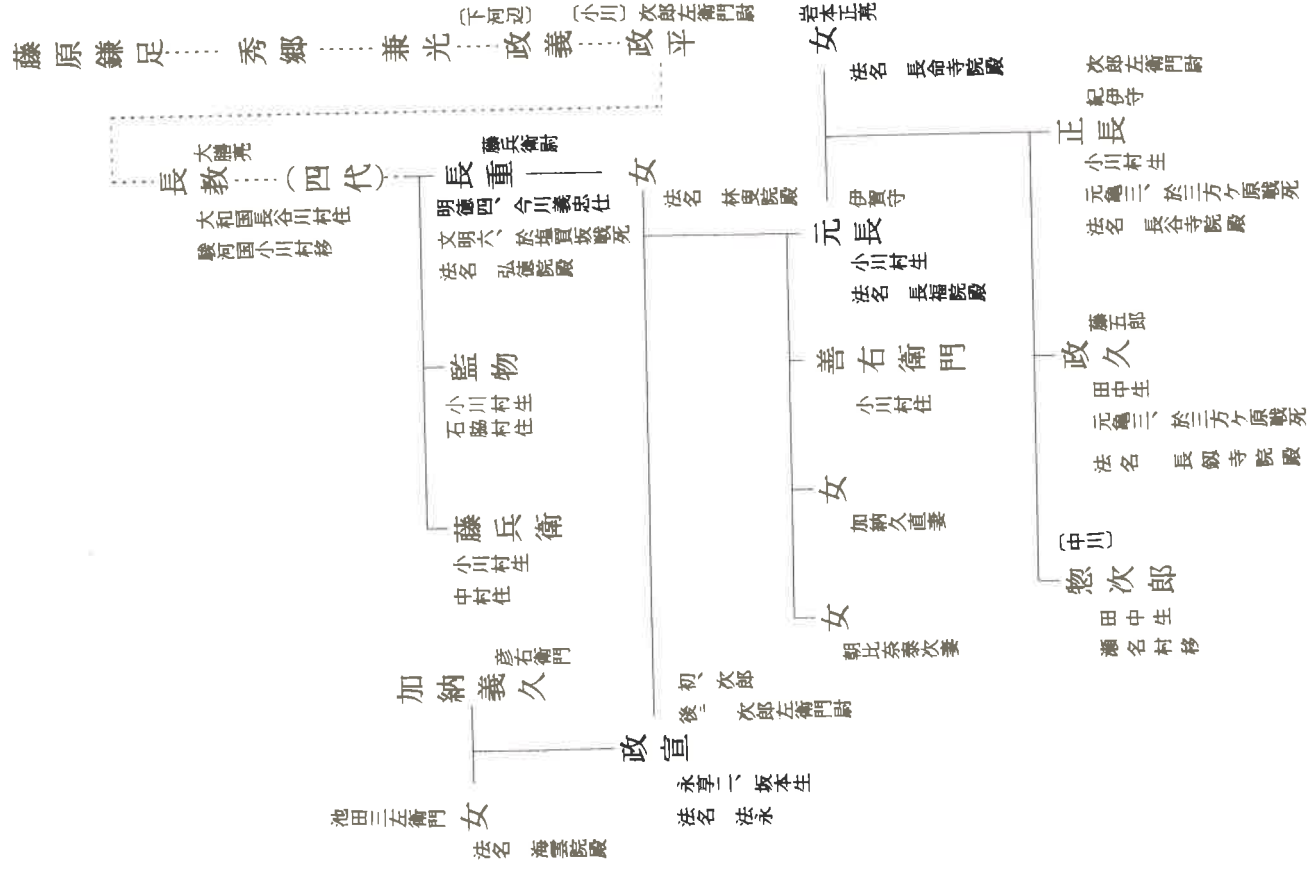 藤原鎌足
秀郷
兼光
〔下河辺〕
政義
〔小川〕次郎左衛門尉
政平
大膳亮
長教
大和国長谷川村住
駿河国小川村移
(四代)
藤兵衛尉
長重
明徳四、今川義忠仕
文明六、於塩買坂戦死
法名 弘徳院殿
監物
小川村生
石脇村住
藤兵衛
小川村生
中村住
女
法名 林叟院殿
彦右衛門
加納義久
池田三左衛門
女
法名 海雲院殿
初、次郎
後ニ 次郎左衛門尉
政宣
永享二、坂本生
法名 法永
岩本正亮
女
法名 長命寺院殿
伊賀守
元長
小川村生
法名 長福院殿
善右衛門
小川村住
女
加納久直妻
女
朝比奈泰次妻
次郎左衛門尉
紀伊守
正長
小川村生
元亀三、於三方ケ原戦死
法名 長谷寺院殿
藤五郎
政久
田中生
元亀三、於三方ケ原戦死
法名 長釼寺院殿
〔中川〕
惣次郎
田中生
瀬名村移